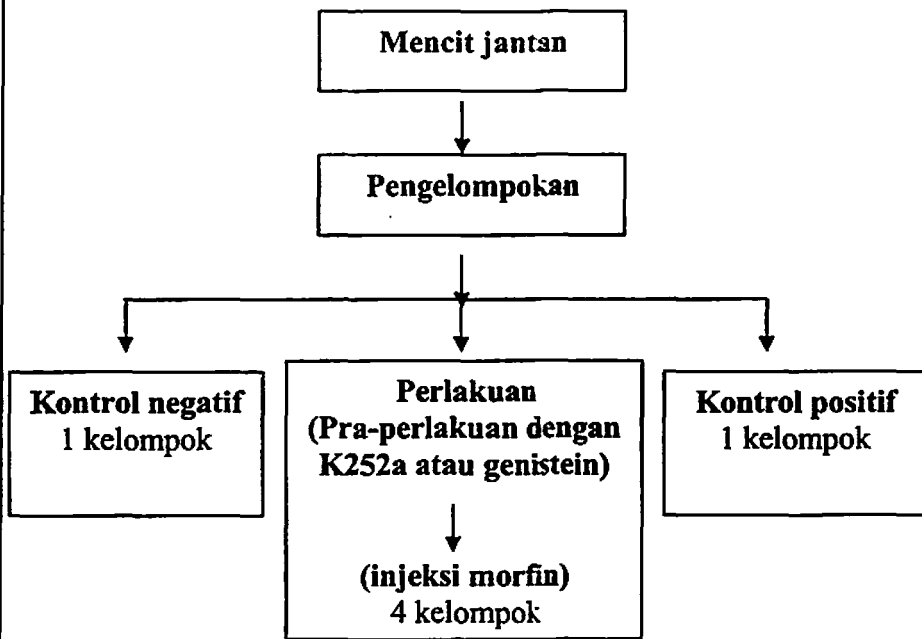 Mencit jantan
Pengelompokan
Kontrol negatif
1 kelompok
Perlakuan
(Pra-perlakuan dengan
K252a atau genistein)
(injeksi morfin)
4 kelompok
Kontrol positif
1 kelompok